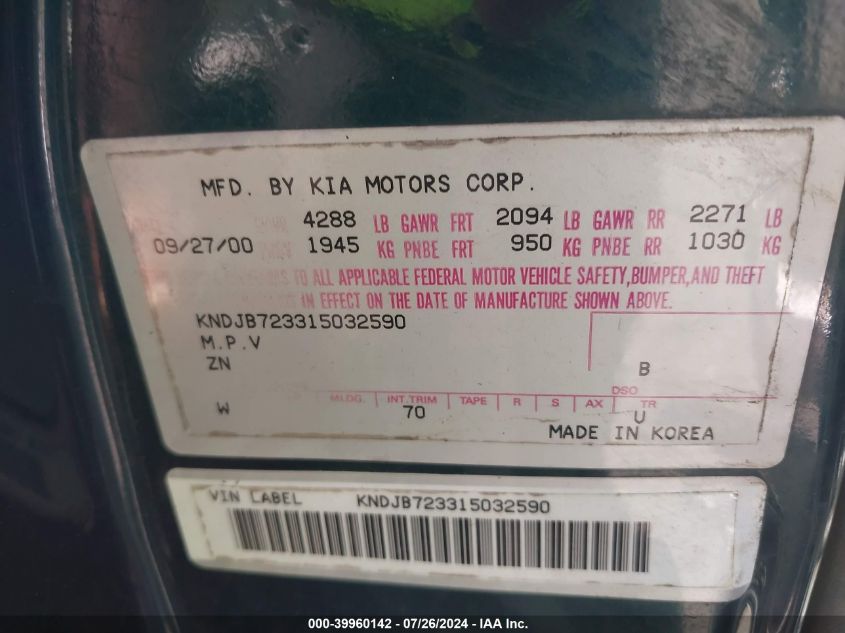 MFD. BY KIA MOTORS CORP.
4288 LB GAWR FRT 2094 LB GAWR RR 2271 LB
09/27/00 1945 KG PNBE FRT 950 KG PNBE RR 1030 KG
TO ALL APPLICABLE FEDERAL MOTOR VEHICLE SAFETY,BUMPER,AND THEFT
IN EFFECT ON THE DATE OF MANUFACTURE SHOWN ABOVE.
KNDJB723315032590
M.P.V
ZN B
DSO
MLDG. INT.TRIM TAPE R S AX TR
W 70 U
MADE IN KOREA
VIN LABEL KNDJB723315032590
000-39960142 / 07/26/2024 - IAA Inc.